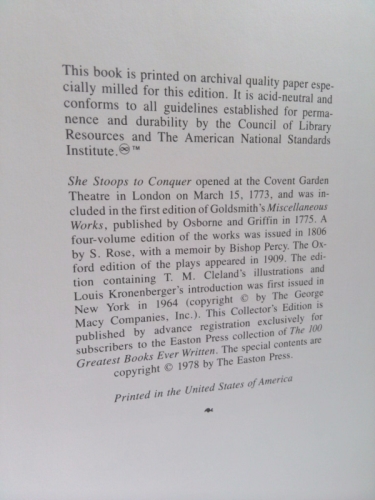 This book is printed on archival quality paper espe-
cially milled for this edition. It is acid-neutral and
conforms to all guidelines established for perma-
nence and durability by the Council of Library
Resources and The American National Standards
Institute.♾™
She Stoops to Conquer opened at the Covent Garden
Theatre in London on March 15, 1773, and was in-
cluded in the first edition of Goldsmith's Miscellaneous
Works, published by Osborne and Griffin in 1775. A
four-volume edition of the works was issued in 1806
by S. Rose, with a memoir by Bishop Percy. The Ox-
ford edition of the plays appeared in 1909. The edi-
tion containing T. M. Cleland's illustrations and
Louis Kronenberger's introduction was first issued in
New York in 1964 (copyright © by The George
Macy Companies, Inc.). This Collector's Edition is
published by advance registration exclusively for
subscribers to the Easton Press collection of The 100
Greatest Books Ever Written. The special contents are
copyright © 1978 by The Easton Press.
Printed in the United States of America